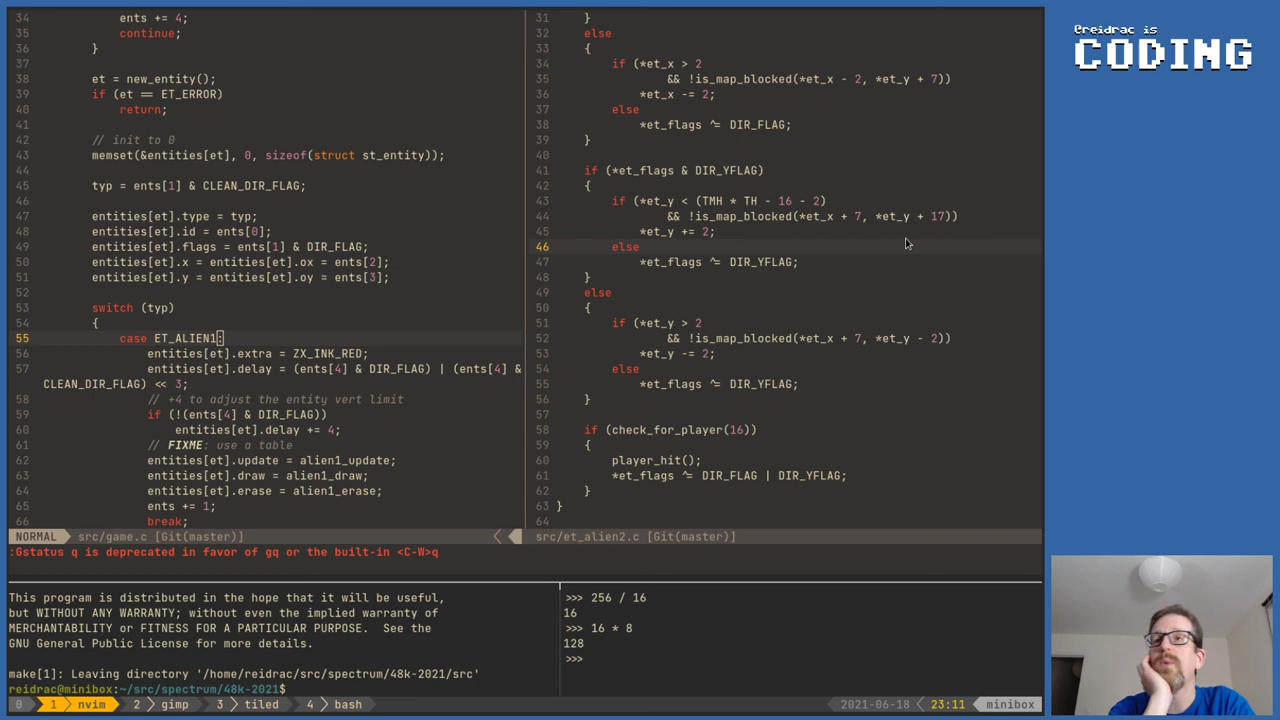 34             ents += 4;
35             continue;
36         }
37
38         et = new_entity();
39         if (et == ET_ERROR)
40             return;
41
42         // init to 0
43         memset(&entities[et], 0, sizeof(struct st_entity));
44
45         typ = ents[1] & CLEAN_DIR_FLAG;
46
47         entities[et].type = typ;
48         entities[et].id = ents[0];
49         entities[et].flags = ents[1] & DIR_FLAG;
50         entities[et].x = entities[et].ox = ents[2];
51         entities[et].y = entities[et].oy = ents[3];
52
53         switch (typ)
54         {
55             case ET_ALIEN1:
56                 entities[et].extra = ZX_INK_RED;
57                 entities[et].delay = (ents[4] & DIR_FLAG) | (ents[4] &
CLEAN_DIR_FLAG) << 3;
58                 // +4 to adjust the entity vert limit
59                 if (!(ents[4] & DIR_FLAG))
60                     entities[et].delay += 4;
61                 // FIXME: use a table
62                 entities[et].update = alien1_update;
63                 entities[et].draw = alien1_draw;
64                 entities[et].erase = alien1_erase;
65                 ents += 1;
66                 break;
NORMAL src/game.c [Git(master)]
31     }
32     else
33     {
34         if (*et_x > 2
35                 && !is_map_blocked(*et_x - 2, *et_y + 7))
36             *et_x -= 2;
37         else
38             *et_flags ^= DIR_FLAG;
39     }
40
41     if (*et_flags & DIR_YFLAG)
42     {
43         if (*et_y < (TMH * TH - 16 - 2)
44                 && !is_map_blocked(*et_x + 7, *et_y + 17))
45             *et_y += 2;
46         else
47             *et_flags ^= DIR_YFLAG;
48     }
49     else
50     {
51         if (*et_y > 2
52                 && !is_map_blocked(*et_x + 7, *et_y - 2))
53             *et_y -= 2;
54         else
55             *et_flags ^= DIR_YFLAG;
56     }
57
58     if (check_for_player(16))
59     {
60         player_hit();
61         *et_flags ^= DIR_FLAG | DIR_YFLAG;
62     }
63 }
64
src/et_alien2.c [Git(master)]
:Gstatus q is deprecated in favor of gq or the built-in <C-W>q
This program is distributed in the hope that it will be useful,
but WITHOUT ANY WARRANTY; without even the implied warranty of
MERCHANTABILITY or FITNESS FOR A PARTICULAR PURPOSE.  See the
GNU General Public License for more details.

make[1]: Leaving directory '/home/reidrac/src/spectrum/48k-2021/src'
reidrac@minibox:~/src/spectrum/48k-2021$
>>> 256 / 16
16
>>> 16 * 8
128
>>>
0 1 nvim 2 gimp 3 tiled 4 bash 2021-06-18 23:11 minibox
@reidrac is
CODING